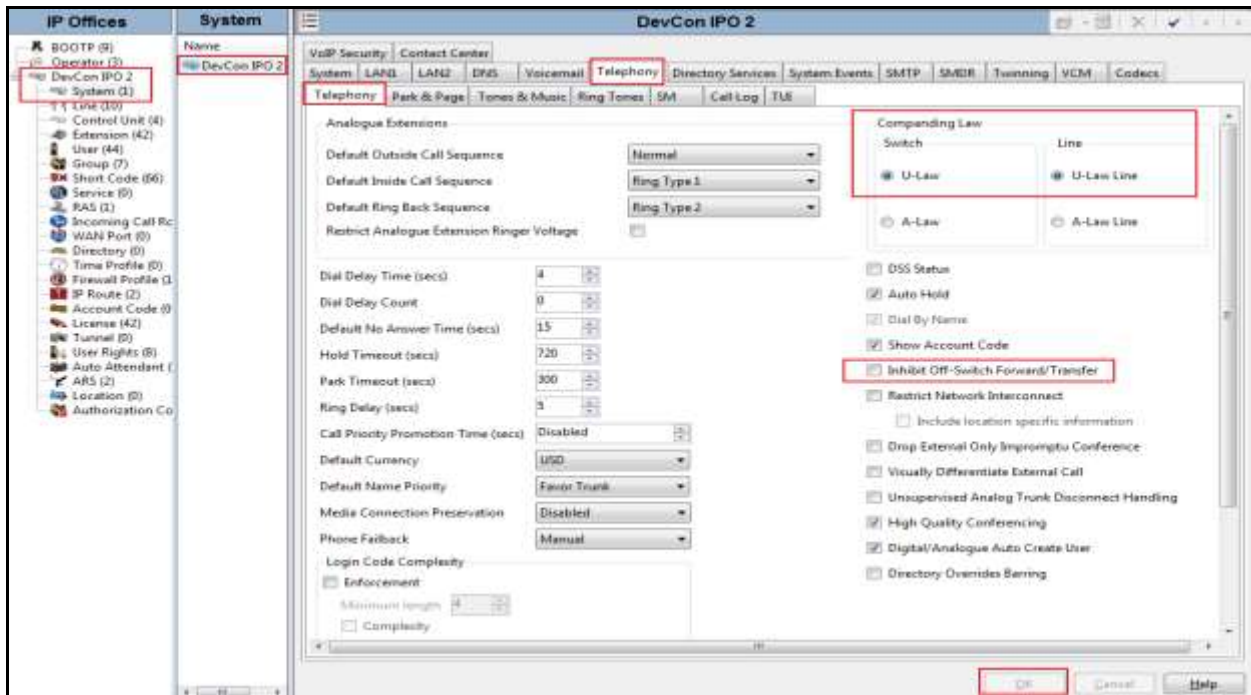 IP Offices
BOOTP (9)
Operator (3)
DevCon IPO 2
System (1)
Line (10)
Control Unit (4)
Extension (42)
User (44)
Group (7)
Short Code (66)
Service (0)
RAS (1)
Incoming Call Rc
WAN Port (0)
Directory (0)
Time Profile (0)
Firewall Profile (1
IP Route (2)
Account Code (0
License (42)
Tunnel (0)
User Rights (8)
Auto Attendant (
ARS (2)
Location (0)
Authorization Co
System
Name
DevCon IPO 2
DevCon IPO 2
VoIP Security Contact Center
System LAN1 LAN2 DNS Voicemail Telephony Directory Services System Events SMTP SMDR Twinning VCM Codecs
Telephony Park & Page Tones & Music Ring Tones SM Call Log TUI
Analogue Extensions
Default Outside Call Sequence Normal
Default Inside Call Sequence Ring Type 1
Default Ring Back Sequence Ring Type 2
Restrict Analogue Extension Ringer Voltage
Dial Delay Time (secs) 4
Dial Delay Count 0
Default No Answer Time (secs) 15
Hold Timeout (secs) 720
Park Timeout (secs) 300
Ring Delay (secs) 5
Call Priority Promotion Time (secs) Disabled
Default Currency USD
Default Name Priority Favor Trunk
Media Connection Preservation Disabled
Phone Failback Manual
Login Code Complexity
Enforcement
Minimum length 4
Complexity
Companding Law
Switch Line
U-Law U-Law Line
A-Law A-Law Line
DSS Status
Auto Hold
Dial By Name
Show Account Code
Inhibit Off-Switch Forward/Transfer
Restrict Network Interconnect
Include location specific information
Drop External Only Impromptu Conference
Visually Differentiate External Call
Unsupervised Analog Trunk Disconnect Handling
High Quality Conferencing
Digital/Analogue Auto Create User
Directory Overrides Barring
OK Cancel Help